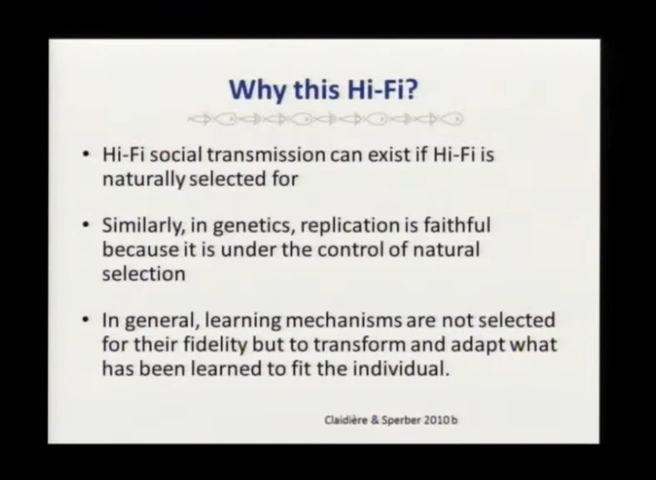 Why this Hi-Fi?
• Hi-Fi social transmission can exist if Hi-Fi is
naturally selected for
• Similarly, in genetics, replication is faithful
because it is under the control of natural
selection
• In general, learning mechanisms are not selected
for their fidelity but to transform and adapt what
has been learned to fit the individual.
Claidière & Sperber 2010b